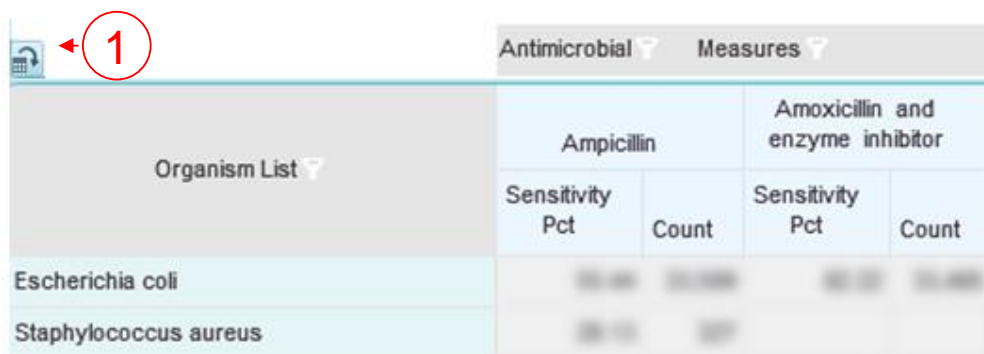 1
Antimicrobial Measures
Organism List
Ampicillin
Amoxicillin and
enzyme inhibitor
Sensitivity
Pct
Count
Sensitivity
Pct
Count
Escherichia coli
Staphylococcus aureus